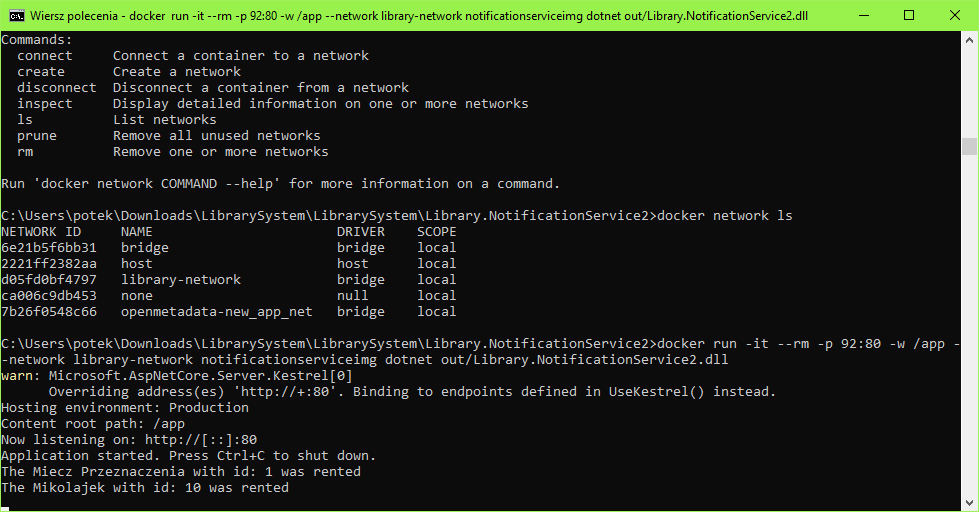 Wiersz polecenia - docker run -it --rm -p 92:80 -w /app --network library-network notificationserviceimg dotnet out/Library.NotificationService2.dll
Commands:
  connect     Connect a container to a network
  create      Create a network
  disconnect  Disconnect a container from a network
  inspect     Display detailed information on one or more networks
  ls          List networks
  prune       Remove all unused networks
  rm          Remove one or more networks
Run 'docker network COMMAND --help' for more information on a command.
C:\Users\potek\Downloads\LibrarySystem\LibrarySystem\Library.NotificationService2>docker network ls
NETWORK ID     NAME                       DRIVER    SCOPE
6e21b5f6bb31   bridge                     bridge    local
2221ff2382aa   host                       host      local
d05fd0bf4797   library-network            bridge    local
ca006c9db453   none                       null      local
7b26f0548c66   openmetadata-new_app_net   bridge    local
C:\Users\potek\Downloads\LibrarySystem\LibrarySystem\Library.NotificationService2>docker run -it --rm -p 92:80 -w /app -
-network library-network notificationserviceimg dotnet out/Library.NotificationService2.dll
warn: Microsoft.AspNetCore.Server.Kestrel[0]
      Overriding address(es) 'http://+:80'. Binding to endpoints defined in UseKestrel() instead.
Hosting environment: Production
Content root path: /app
Now listening on: http://[::]:80
Application started. Press Ctrl+C to shut down.
The Miecz Przeznaczenia with id: 1 was rented
The Mikolajek with id: 10 was rented